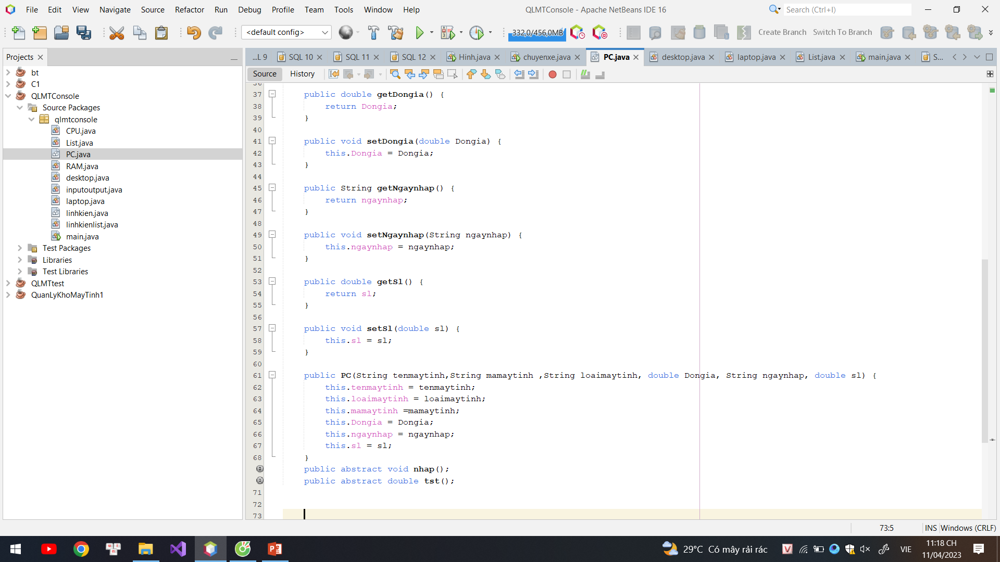 File Edit View Navigate Source Refactor Run Debug Profile Team Tools Window Help
QLMTConsole - Apache NetBeans IDE 16
Search (Ctrl+I)
<default config>
332,0/456,0MB
Create Branch Switch To Branch
Projects
...L 9 SQL 10 SQL 11 SQL 12 Hinh.java chuyenxe.java PC.java desktop.java laptop.java List.java main.java S...
Source History
bt
C1
QLMTConsole
Source Packages
qlmtconsole
CPU.java
List.java
PC.java
RAM.java
desktop.java
inputoutput.java
laptop.java
linhkien.java
linhkienlist.java
main.java
Test Packages
Libraries
Test Libraries
QLMTtest
QuanLyKhoMayTinh1
36
37 public double getDongia() {
38 return Dongia;
39 }
40
41 public void setDongia(double Dongia) {
42 this.Dongia = Dongia;
43 }
44
45 public String getNgaynhap() {
46 return ngaynhap;
47 }
48
49 public void setNgaynhap(String ngaynhap) {
50 this.ngaynhap = ngaynhap;
51 }
52
53 public double getSl() {
54 return sl;
55 }
56
57 public void setSl(double sl) {
58 this.sl = sl;
59 }
60
61 public PC(String tenmaytinh,String mamaytinh ,String loaimaytinh, double Dongia, String ngaynhap, double sl) {
62 this.tenmaytinh = tenmaytinh;
63 this.loaimaytinh = loaimaytinh;
64 this.mamaytinh =mamaytinh;
65 this.Dongia = Dongia;
66 this.ngaynhap = ngaynhap;
67 this.sl = sl;
68 }
public abstract void nhap();
public abstract double tst();
71
72
73
73:5 INS Windows (CRLF)
29°C Có mây rải rác
VIE
11:18 CH
11/04/2023